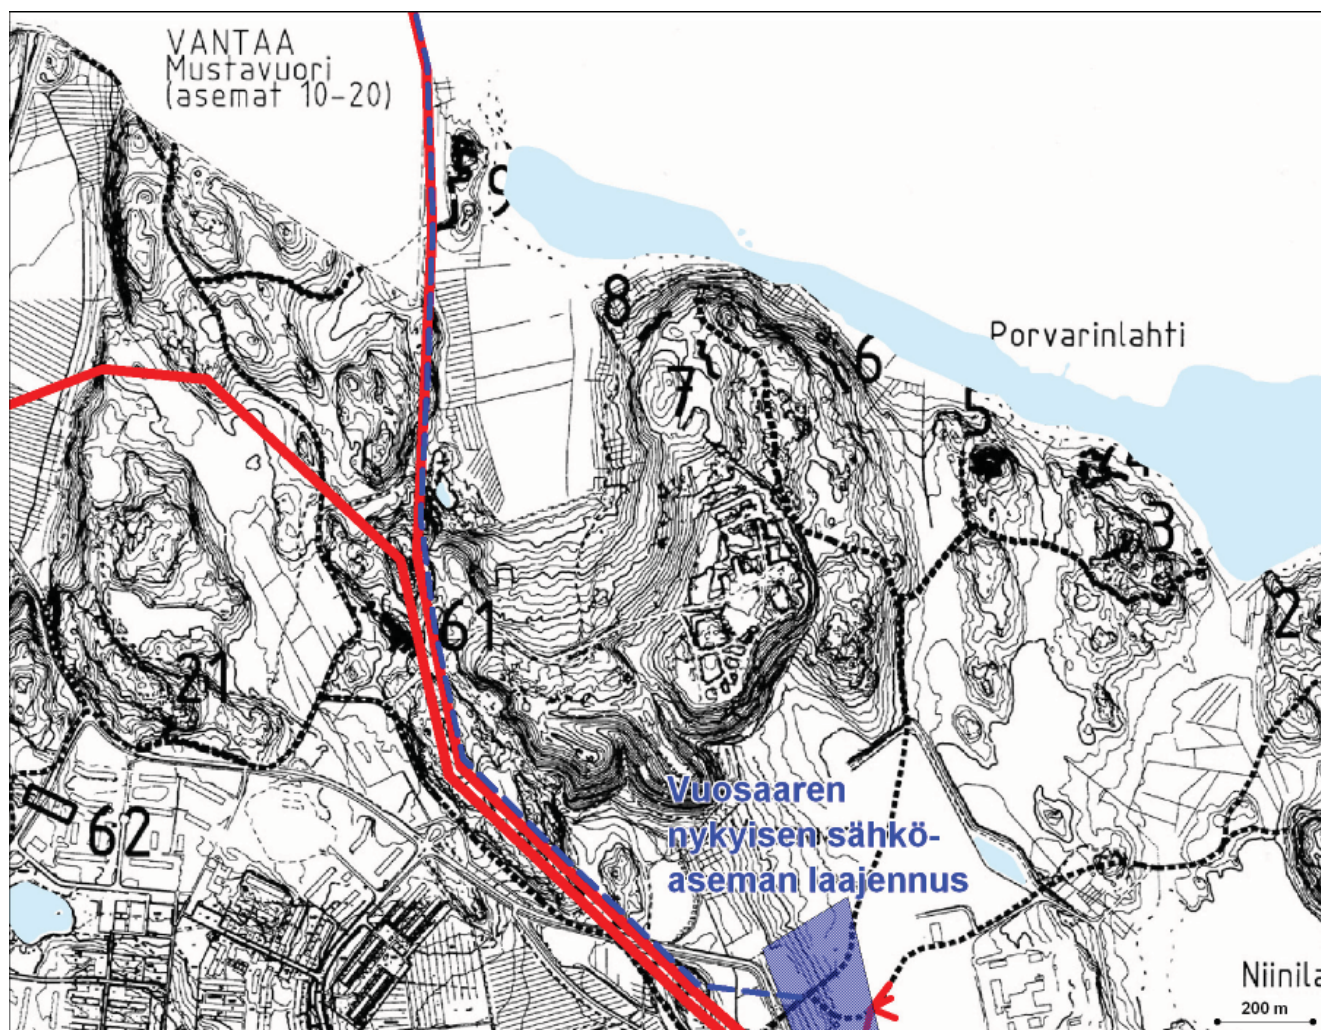 VANTAA
Mustavuori
(asemat 10-20)
9
8
7
6
Porvarinlahti
5
4
3
2
61
21
62
Vuosaaren
nykyisen sähkö-
aseman laajennus
Niinila
200 m